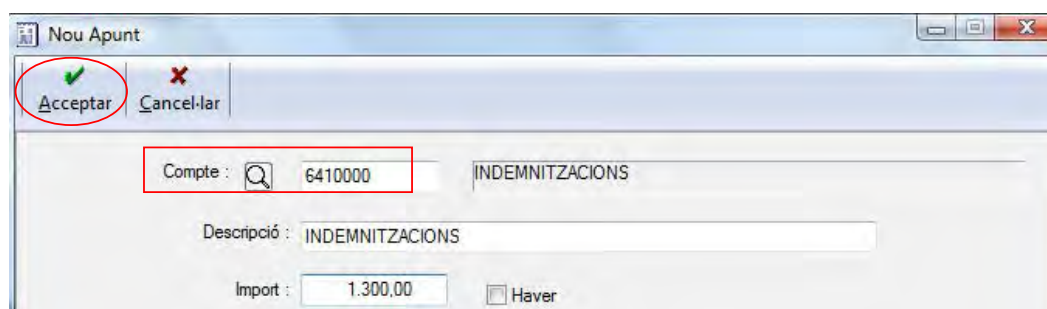 Nou Apunt
Acceptar Cancel·lar
Compte : 6410000 INDEMNITZACIONS
Descripció : INDEMNITZACIONS
Import : 1.300,00 Haver